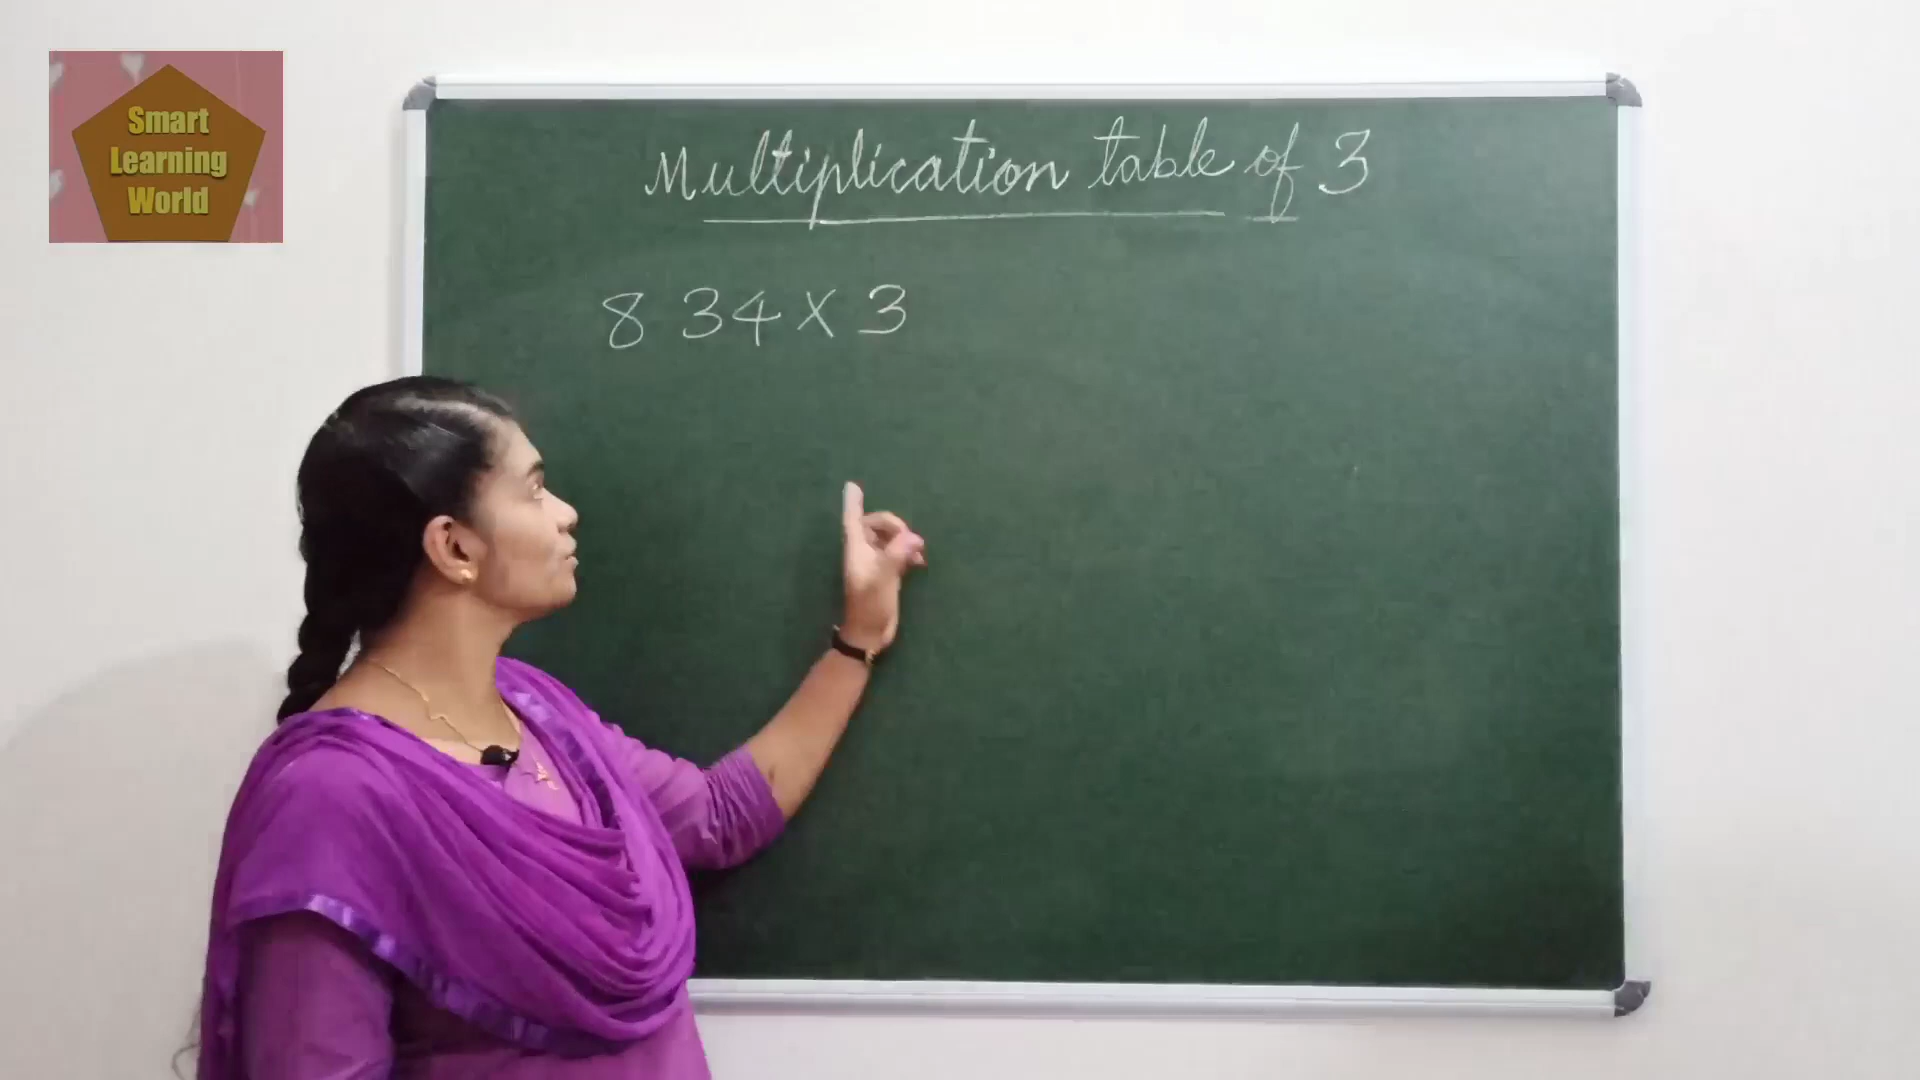 Smart
Learning
World
Multiplication table of 3
8 34 X 3